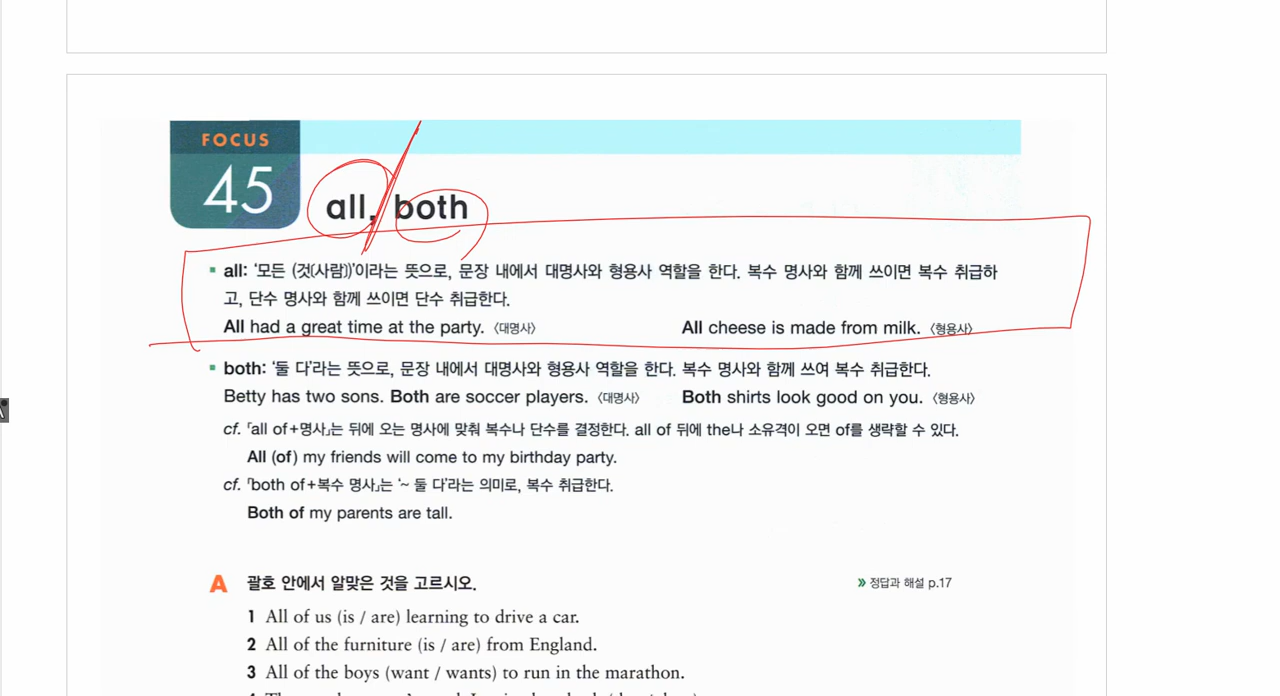 FOCUS
45
all, both
all: '모든 (것(사람))'이라는 뜻으로, 문장 내에서 대명사와 형용사 역할을 한다. 복수 명사와 함께 쓰이면 복수 취급하
고, 단수 명사와 함께 쓰이면 단수 취급한다.
All had a great time at the party. 〈대명사〉 All cheese is made from milk. 〈형용사〉
both: '둘 다'라는 뜻으로, 문장 내에서 대명사와 형용사 역할을 한다. 복수 명사와 함께 쓰여 복수 취급한다.
Betty has two sons. Both are soccer players. 〈대명사〉 Both shirts look good on you. 〈형용사〉
cf. 「all of+명사」는 뒤에 오는 명사에 맞춰 복수나 단수를 결정한다. all of 뒤에 the나 소유격이 오면 of를 생략할 수 있다.
All (of) my friends will come to my birthday party.
cf. 「both of+복수 명사」는 '~ 둘 다'라는 의미로, 복수 취급한다.
Both of my parents are tall.
A 괄호 안에서 알맞은 것을 고르시오. » 정답과 해설 p.17
1 All of us (is / are) learning to drive a car.
2 All of the furniture (is / are) from England.
3 All of the boys (want / wants) to run in the marathon.